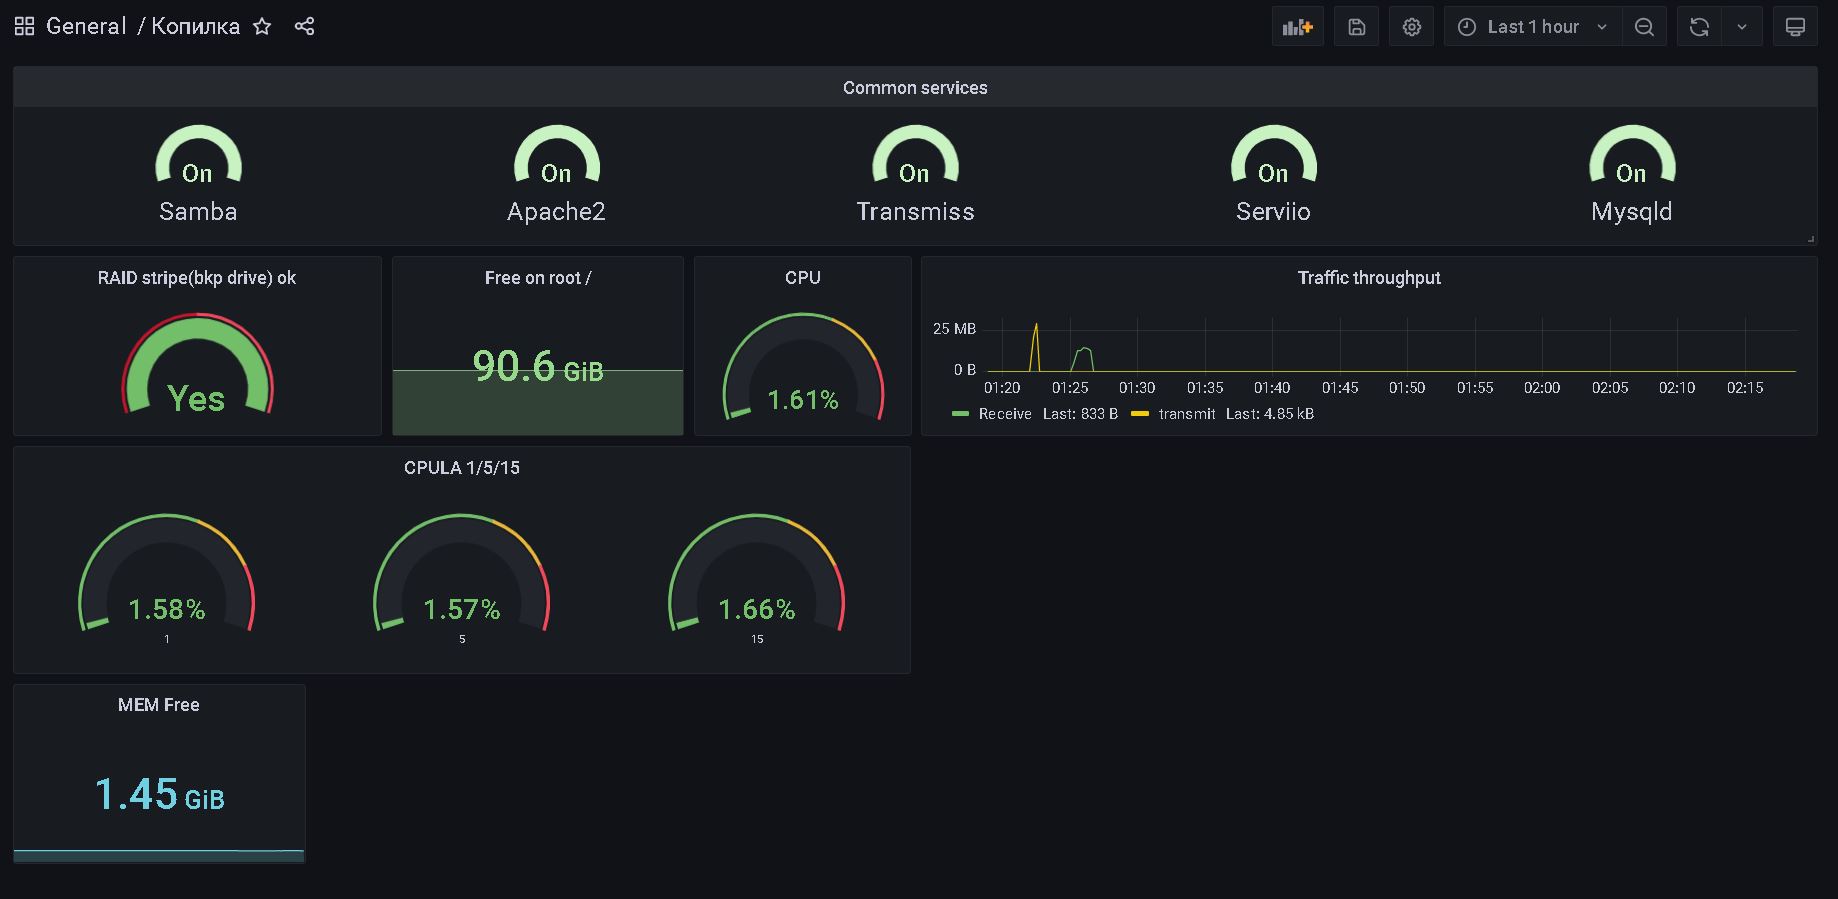 General / Копилка
Last 1 hour
Common services
On On On On On
Samba Apache2 Transmiss Serviio Mysqld
RAID stripe(bkp drive) ok
Yes
Free on root /
90.6 GiB
CPU
1.61%
Traffic throughput
25 MB
0 B
01:20 01:25 01:30 01:35 01:40 01:45 01:50 01:55 02:00 02:05 02:10 02:15
Receive Last: 833 B transmit Last: 4.85 kB
CPULA 1/5/15
1.58% 1.57% 1.66%
1 5 15
MEM Free
1.45 GiB